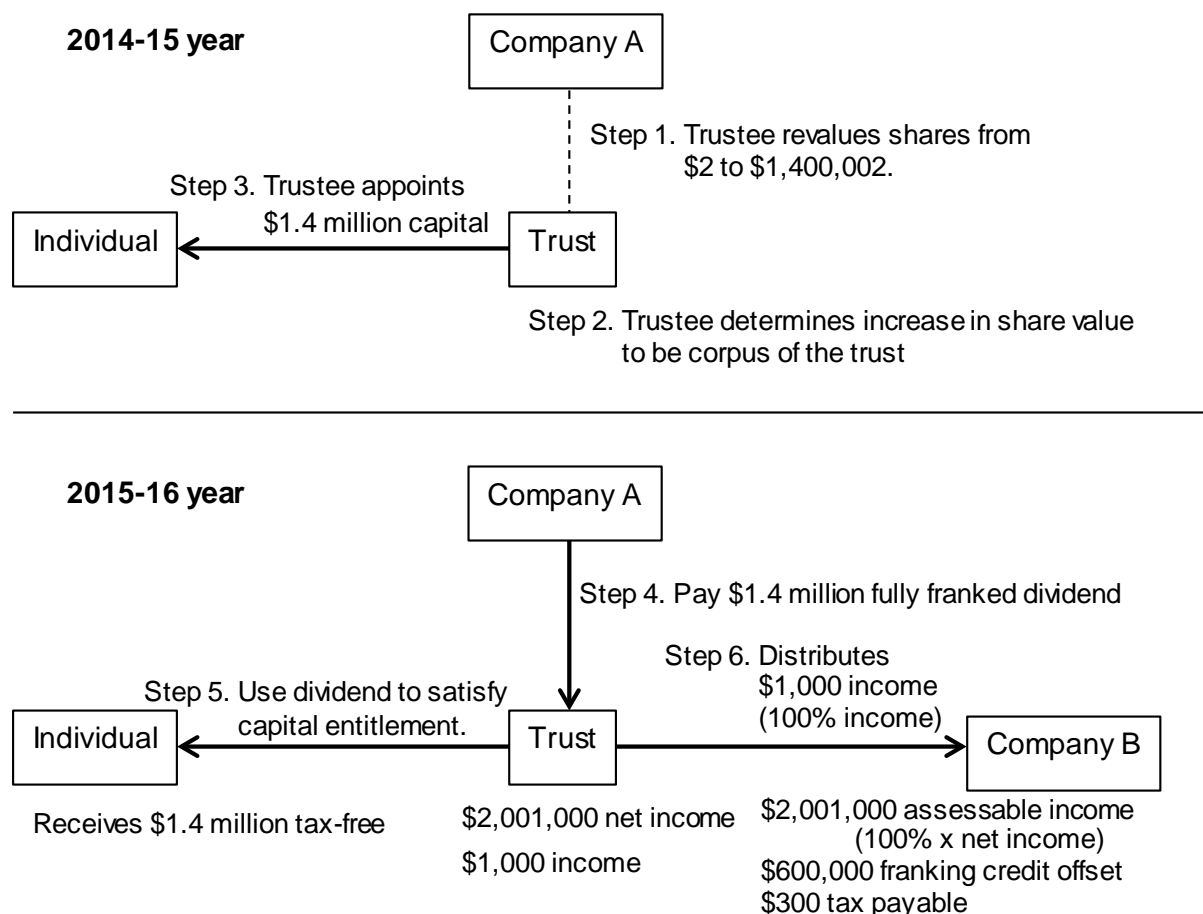 2014-15 year
Company A
Step 1. Trustee revalues shares from
$2 to $1,400,002.
Step 3. Trustee appoints
$1.4 million capital
Individual
Trust
Step 2. Trustee determines increase in share value
to be corpus of the trust
2015-16 year
Company A
Step 4. Pay $1.4 million fully franked dividend
Step 6. Distributes
$1,000 income
(100% income)
Step 5. Use dividend to satisfy
capital entitlement.
Individual
Trust
Company B
Receives $1.4 million tax-free
$2,001,000 net income
$1,000 income
$2,001,000 assessable income
(100% x net income)
$600,000 franking credit offset
$300 tax payable